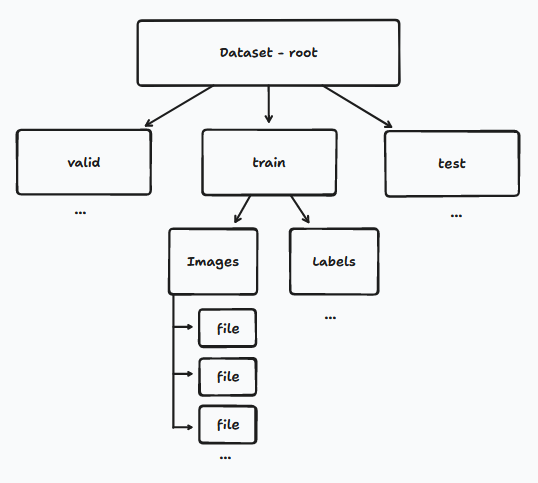 Dataset - root
valid
train
test
...
...
Images
Labels
...
file
file
file
...